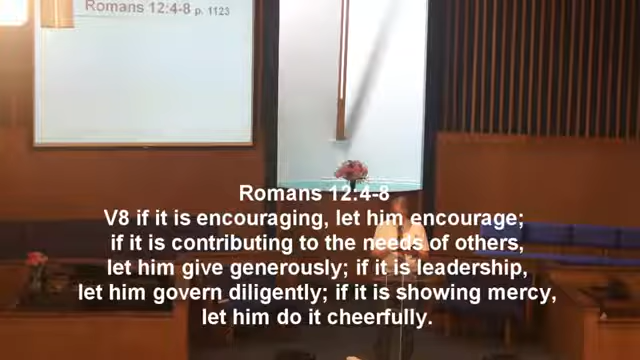 Romans 12:4-8 p. 1123
Romans 12:4-8
V8 if it is encouraging, let him encourage;
if it is contributing to the needs of others,
let him give generously; if it is leadership,
let him govern diligently; if it is showing mercy,
let him do it cheerfully.